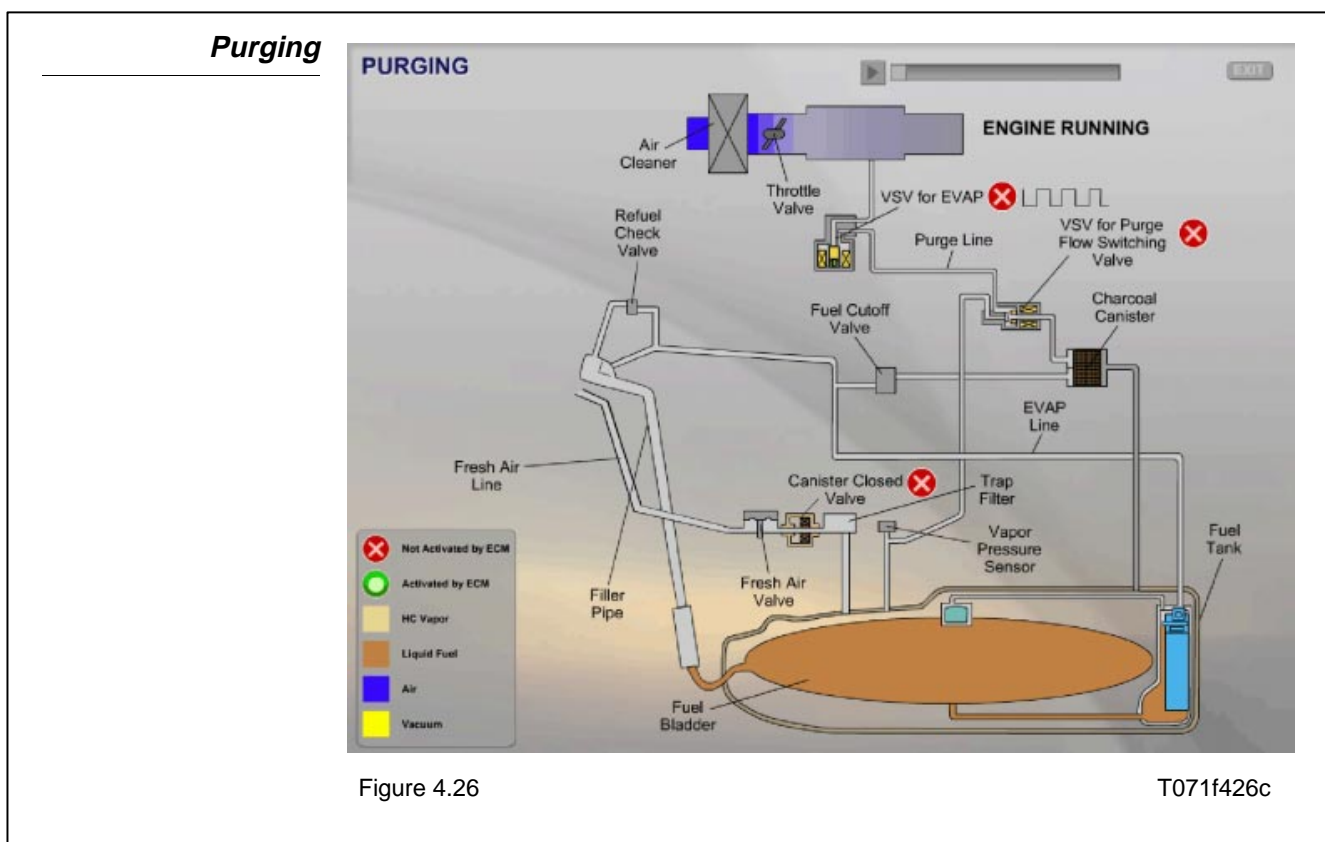 Purging
PURGING
ENGINE RUNNING
Air
Cleaner
Throttle
Valve
VSV for EVAP
Refuel
Check
Valve
Purge Line
VSV for Purge
Flow Switching
Valve
Fuel Cutoff
Valve
Charcoal
Canister
EVAP
Line
Fresh Air
Line
Canister Closed
Valve
Trap
Filter
Vapor
Pressure
Sensor
Fuel
Tank
Filler
Pipe
Fresh Air
Valve
Fuel
Bladder
Not Activated by ECM
Activated by ECM
HC Vapor
Liquid Fuel
Air
Vacuum
Figure 4.26
T071f426c